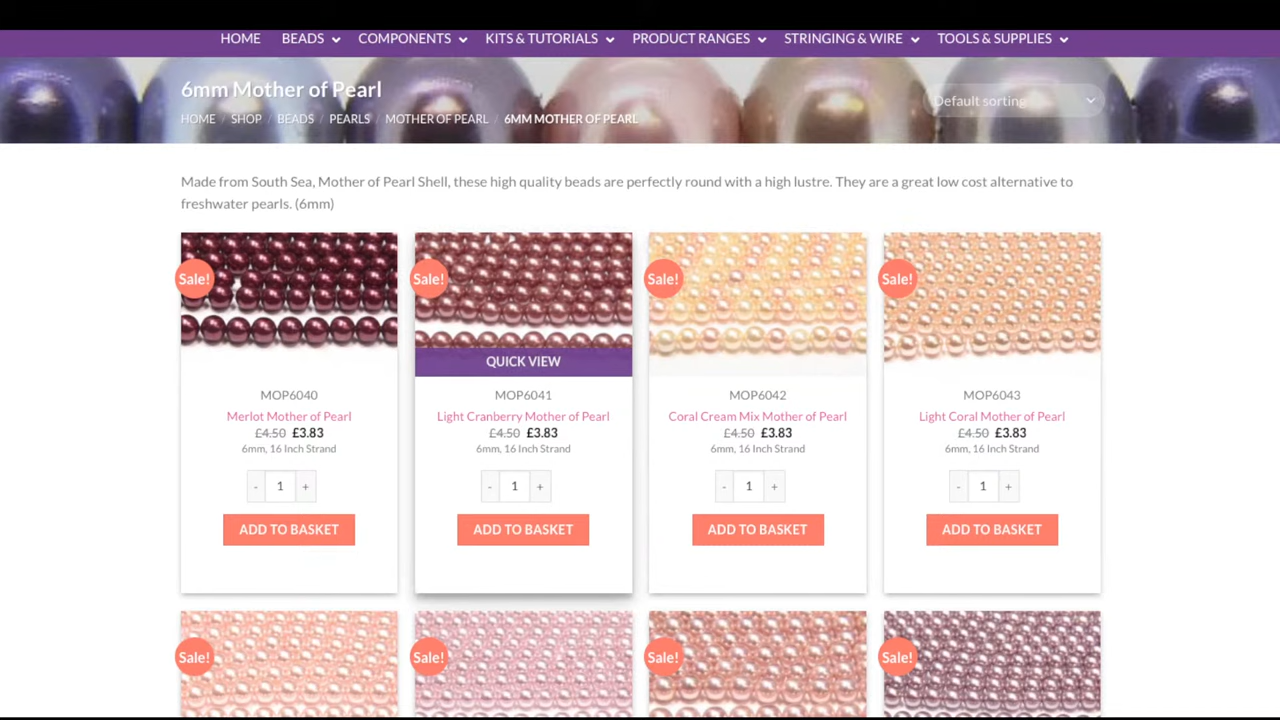 HOME BEADS COMPONENTS KITS & TUTORIALS PRODUCT RANGES STRINGING & WIRE TOOLS & SUPPLIES
6mm Mother of Pearl
Default sorting
HOME / SHOP / BEADS / PEARLS / MOTHER OF PEARL / 6MM MOTHER OF PEARL
Made from South Sea, Mother of Pearl Shell, these high quality beads are perfectly round with a high lustre. They are a great low cost alternative to
freshwater pearls. (6mm)
Sale! Sale! Sale! Sale!
QUICK VIEW
MOP6040 MOP6041 MOP6042 MOP6043
Merlot Mother of Pearl Light Cranberry Mother of Pearl Coral Cream Mix Mother of Pearl Light Coral Mother of Pearl
£4.50 £3.83 £4.50 £3.83 £4.50 £3.83 £4.50 £3.83
6mm, 16 Inch Strand 6mm, 16 Inch Strand 6mm, 16 Inch Strand 6mm, 16 Inch Strand
- 1 + - 1 + - 1 + - 1 +
ADD TO BASKET ADD TO BASKET ADD TO BASKET ADD TO BASKET
Sale! Sale! Sale! Sale!